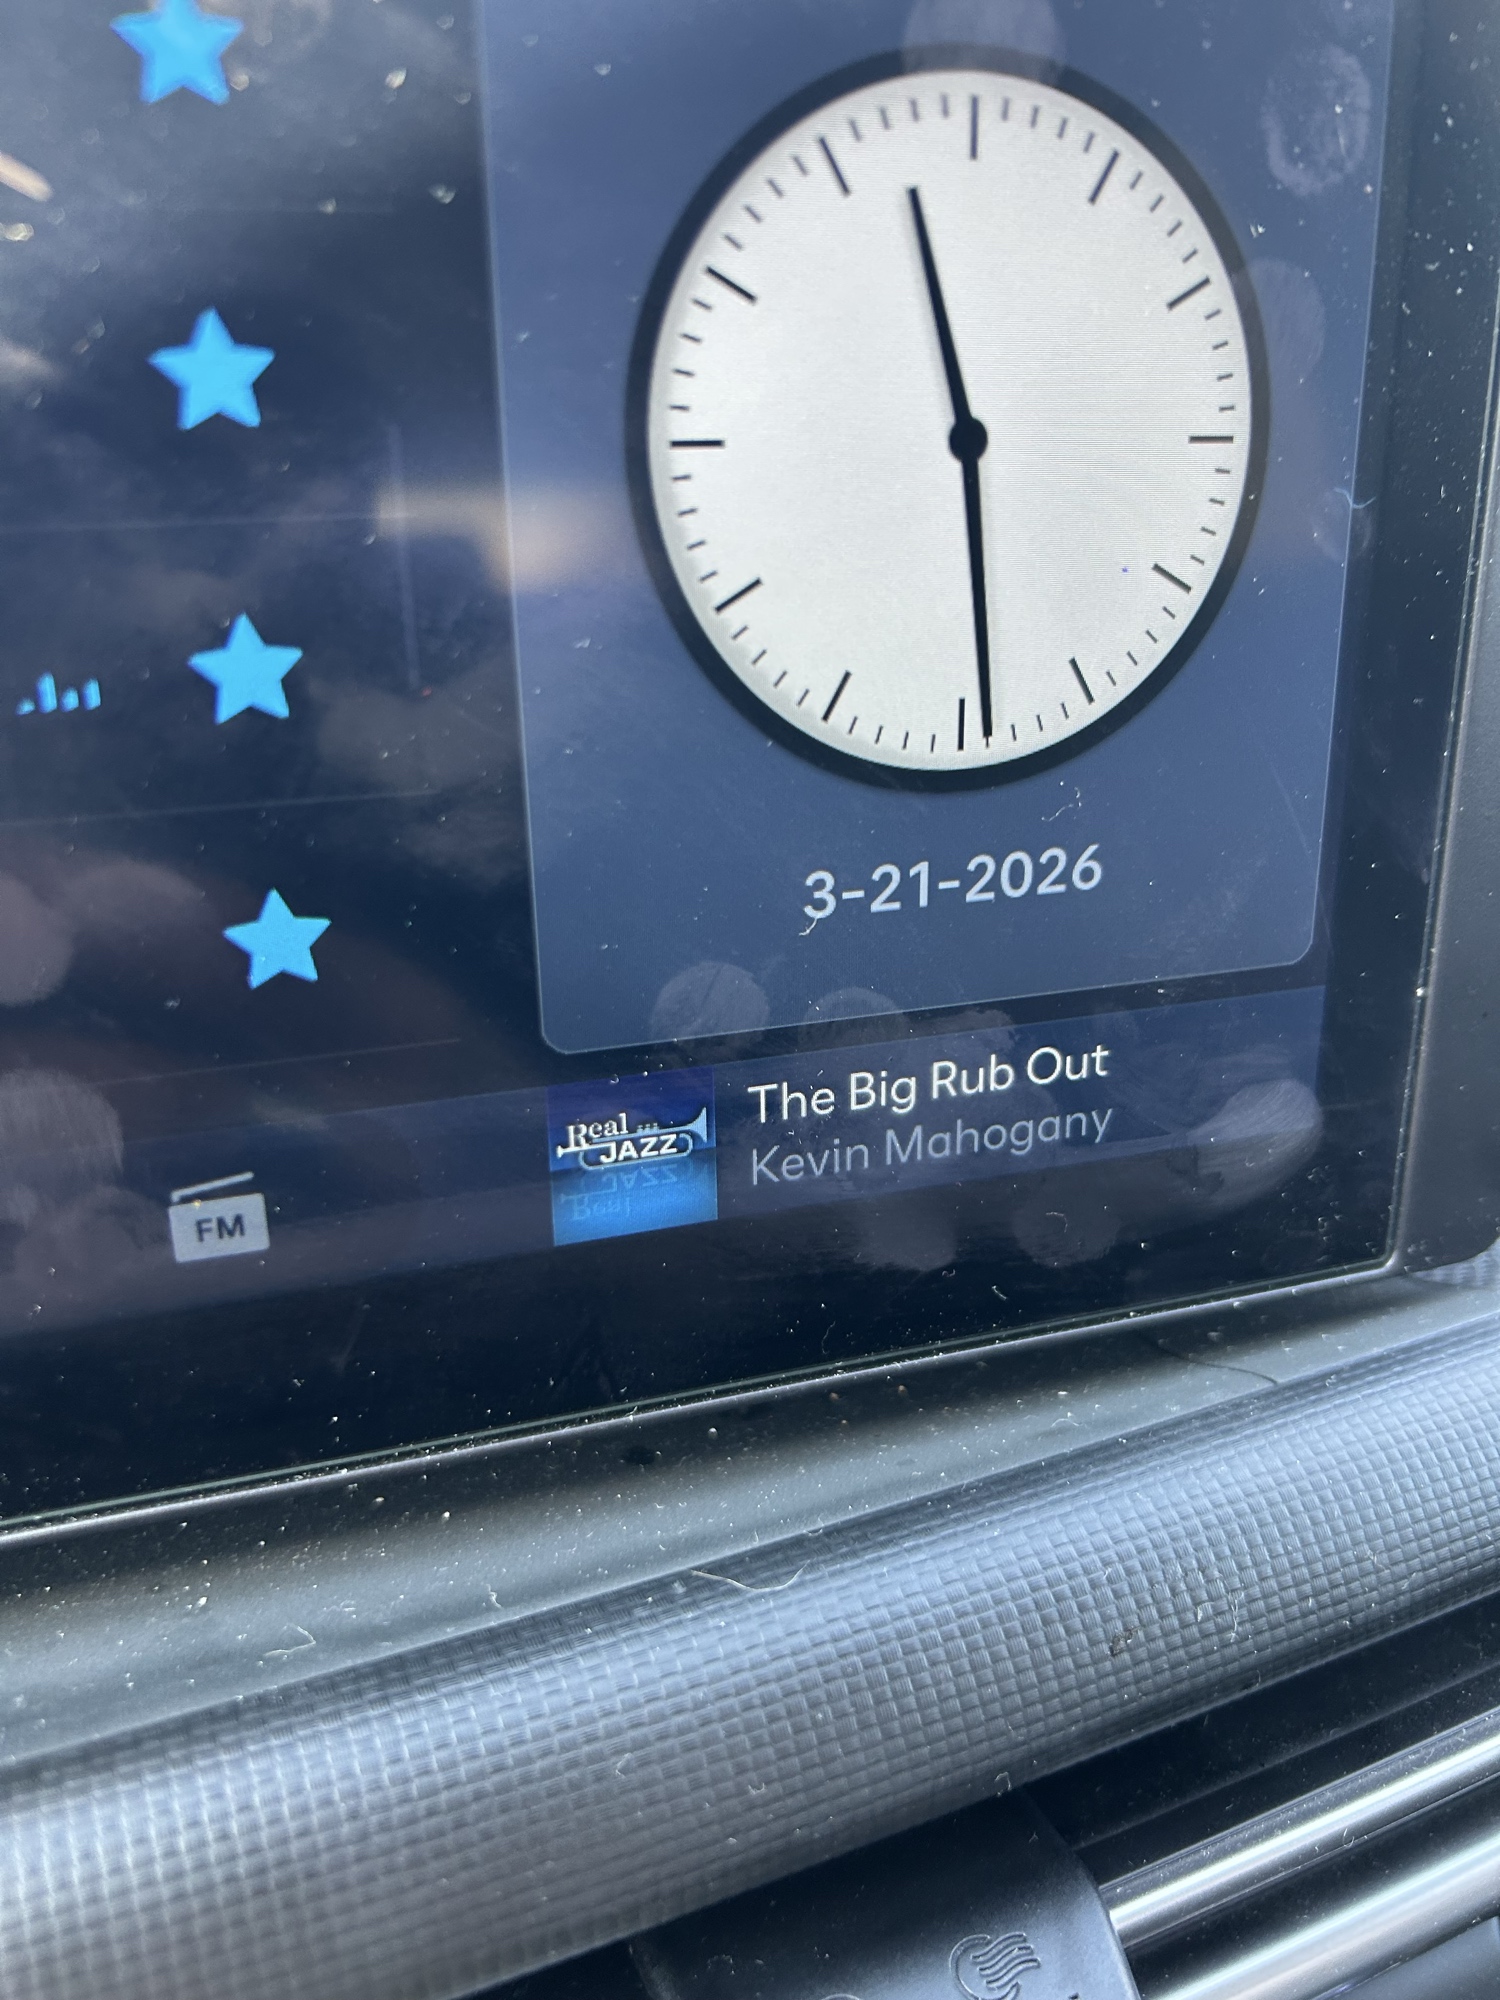 3-21-2026
Real
JAZZ
The Big Rub Out
Kevin Mahogany
FM